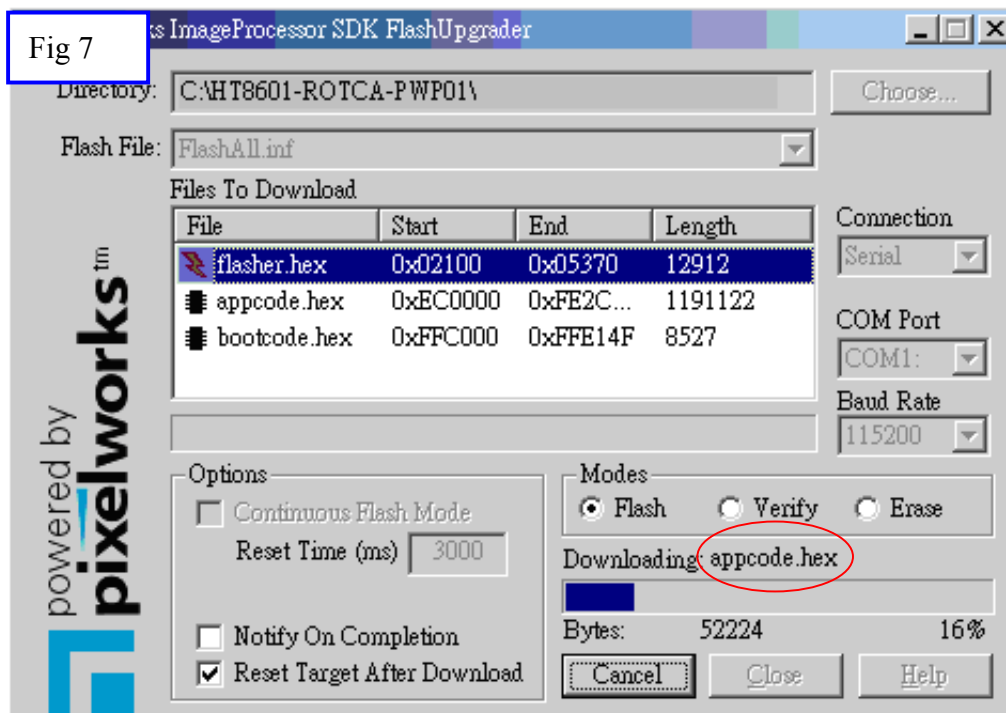 Fig 7
ks ImageProcessor SDK FlashUpgrader
Directory: C:\HT8601-ROTCA-PWP01\ Choose...
Flash File: FlashAll.inf
Files To Download
File Start End Length
flasher.hex 0x02100 0x05370 12912
appcode.hex 0xEC0000 0xFE2C... 1191122
bootcode.hex 0xFFC000 0xFFE14F 8527
Connection
Serial
COM Port
COM1:
Baud Rate
115200
powered by
pixelworks tm
Options
Continuous Flash Mode
Reset Time (ms) 3000
Notify On Completion
Reset Target After Download
Modes
Flash Verify Erase
Downloading: appcode.hex
Bytes: 52224 16%
Cancel Close Help